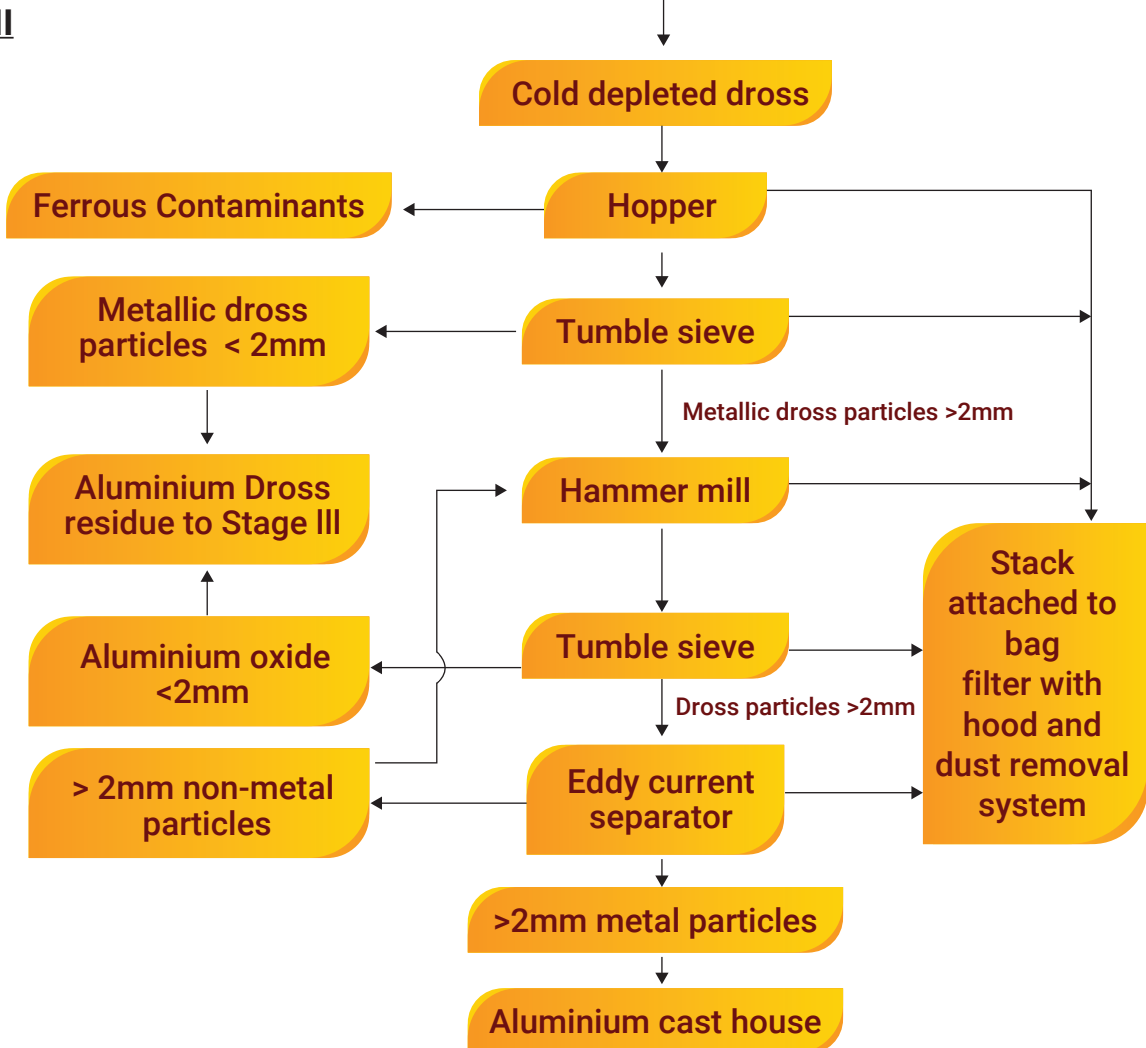 II
Cold depleted dross
Ferrous Contaminants
Hopper
Metallic dross
particles < 2mm
Tumble sieve
Metallic dross particles >2mm
Aluminium Dross
residue to Stage III
Hammer mill
Stack
attached to
bag
filter with
hood and
dust removal
system
Aluminium oxide
<2mm
Tumble sieve
Dross particles >2mm
> 2mm non-metal
particles
Eddy current
separator
>2mm metal particles
Aluminium cast house